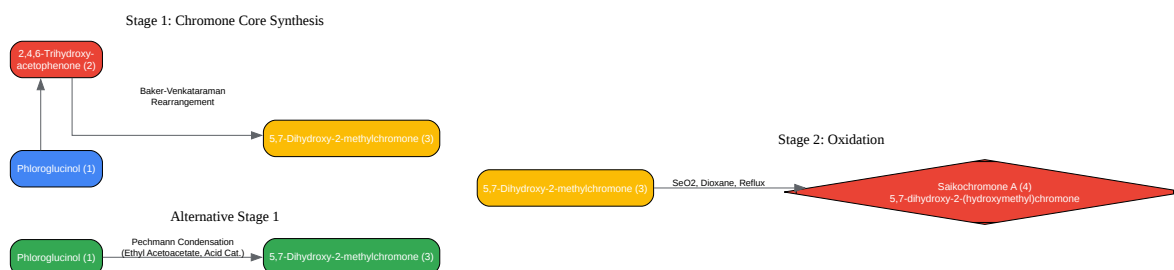 Stage 1: Chromone Core Synthesis
2,4,6-Trihydroxy-
acetophenone (2)
Baker-Venkataraman
Rearrangement
5,7-Dihydroxy-2-methylchromone (3)
Phloroglucinol (1)
Alternative Stage 1
Phloroglucinol (1)
Pechmann Condensation
(Ethyl Acetoacetate, Acid Cat.)
5,7-Dihydroxy-2-methylchromone (3)
Stage 2: Oxidation
5,7-Dihydroxy-2-methylchromone (3)
SeO2, Dioxane, Reflux
Saikochromone A (4)
5,7-dihydroxy-2-(hydroxymethyl)chromone